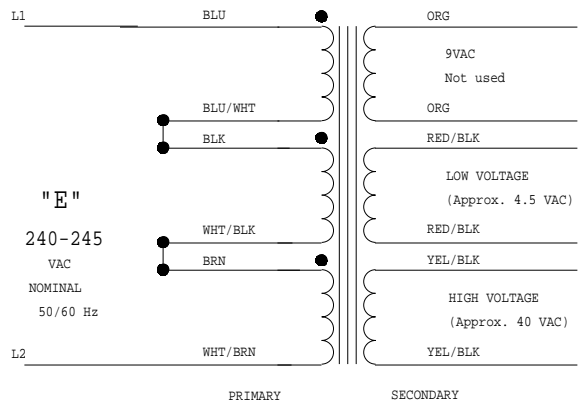 L1 BLU ORG
9VAC
Not used
BLU/WHT ORG
BLK RED/BLK
LOW VOLTAGE
(Approx. 4.5 VAC)
"E"
240-245
VAC
NOMINAL
50/60 Hz
WHT/BLK RED/BLK
BRN YEL/BLK
HIGH VOLTAGE
(Approx. 40 VAC)
L2 WHT/BRN YEL/BLK
PRIMARY SECONDARY